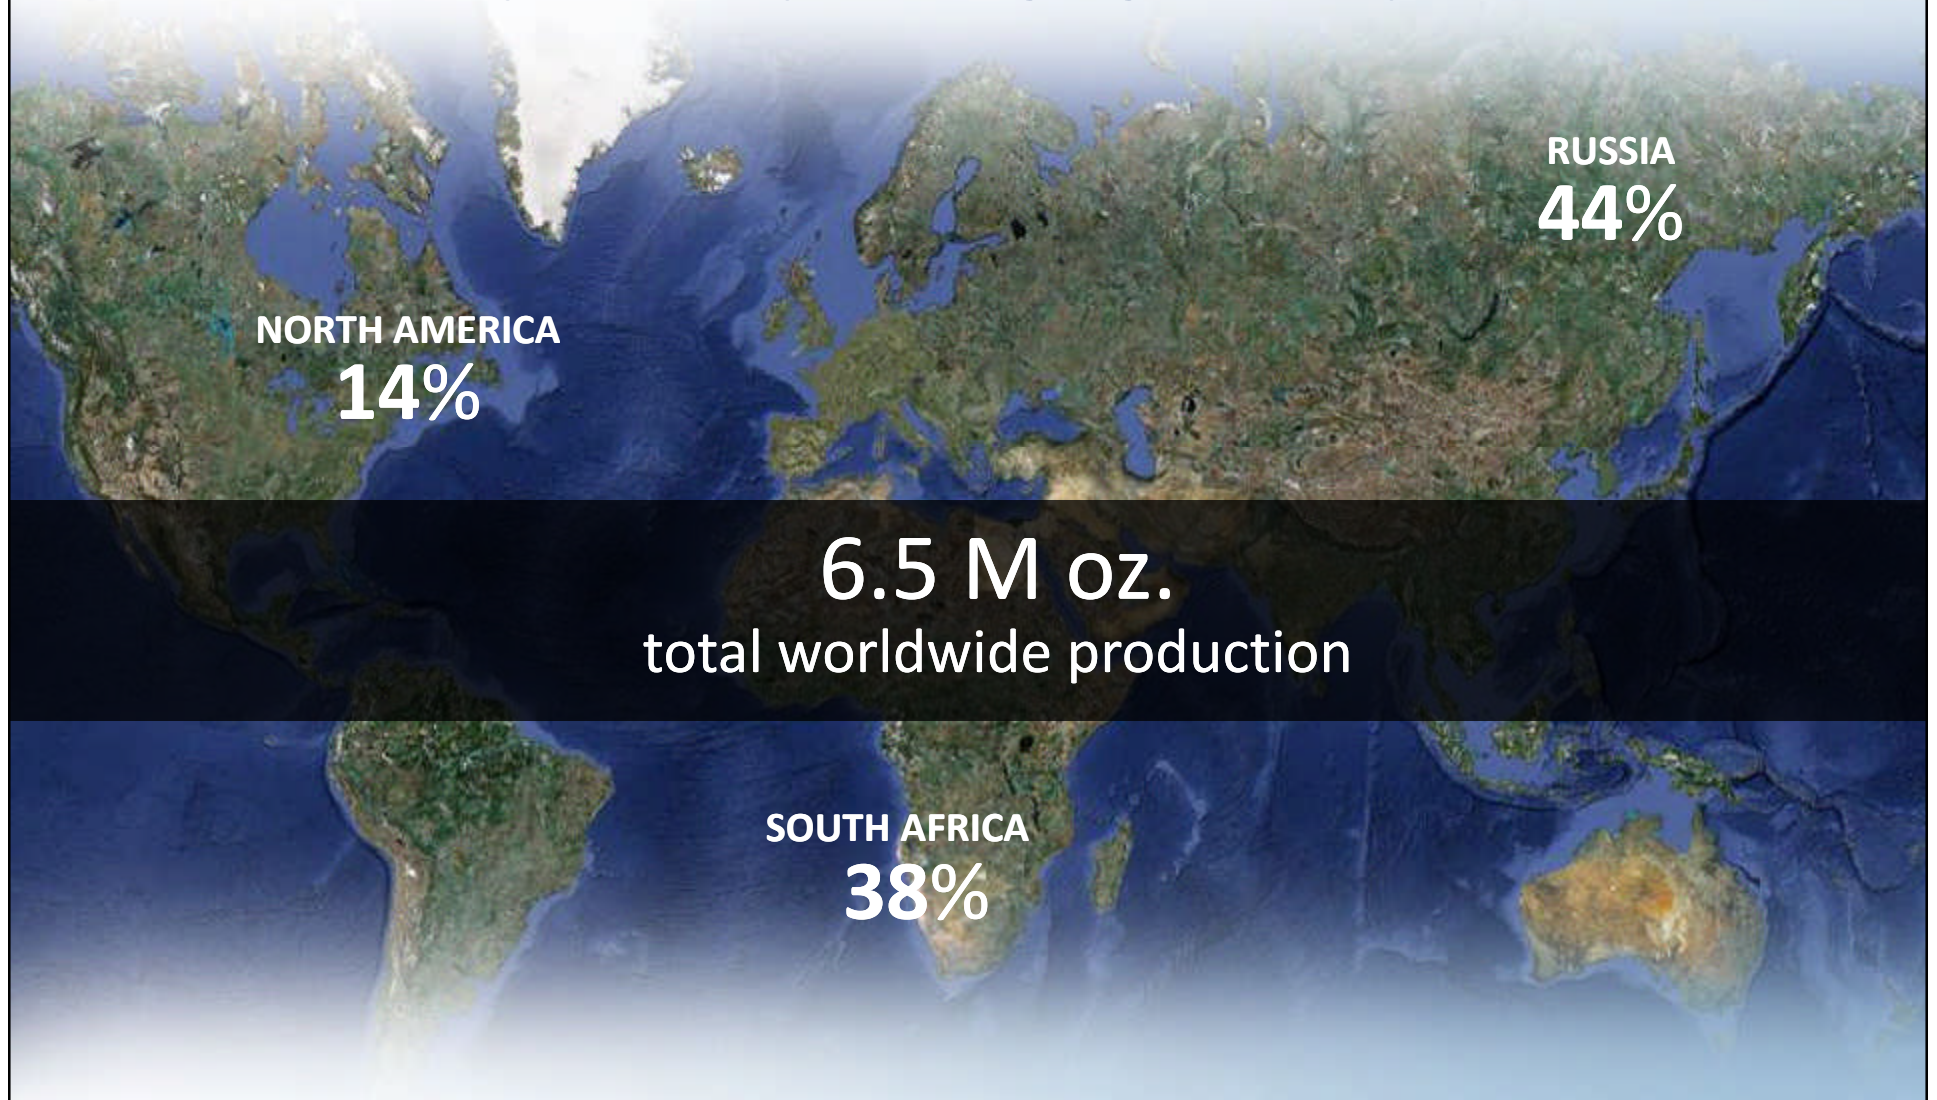 RUSSIA
44%
NORTH AMERICA
14%
6.5 M oz.
total worldwide production
SOUTH AFRICA
38%